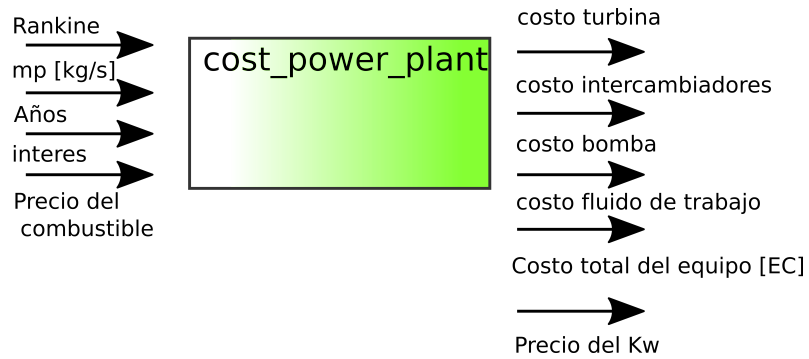 Rankine
mp [kg/s]
Años
interes
Precio del
combustible
cost_power_plant
costo turbina
costo intercambiadores
costo bomba
costo fluido de trabajo
Costo total del equipo [EC]
Precio del Kw